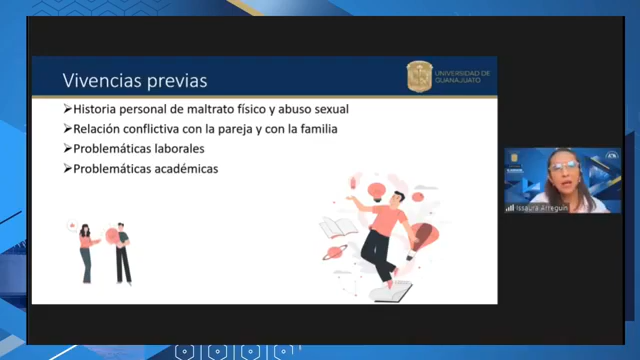 Vivencias previas
UNIVERSIDAD DE
GUANAJUATO
➢Historia personal de maltrato físico y abuso sexual
➢Relación conflictiva con la pareja y con la familia
➢Problemáticas laborales
➢Problemáticas académicas
Issaura Arreguin